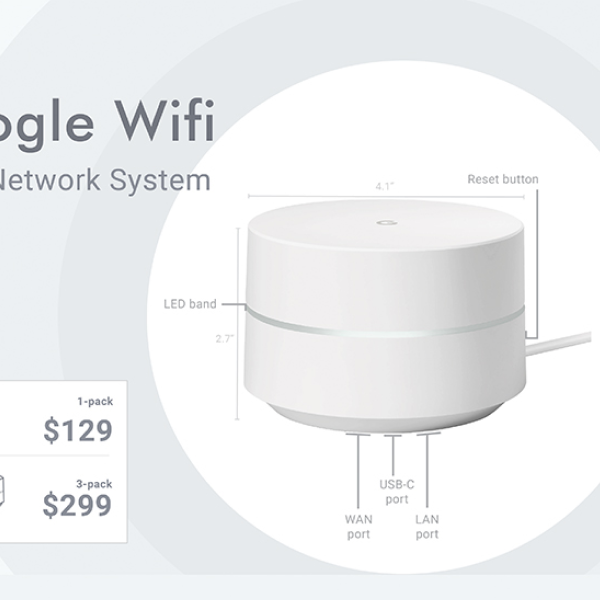 ogle Wifi
Network System
4.1"
Reset button
LED band
2.7"
1-pack
$129
3-pack
$299
USB-C
port
WAN
port
LAN
port
G